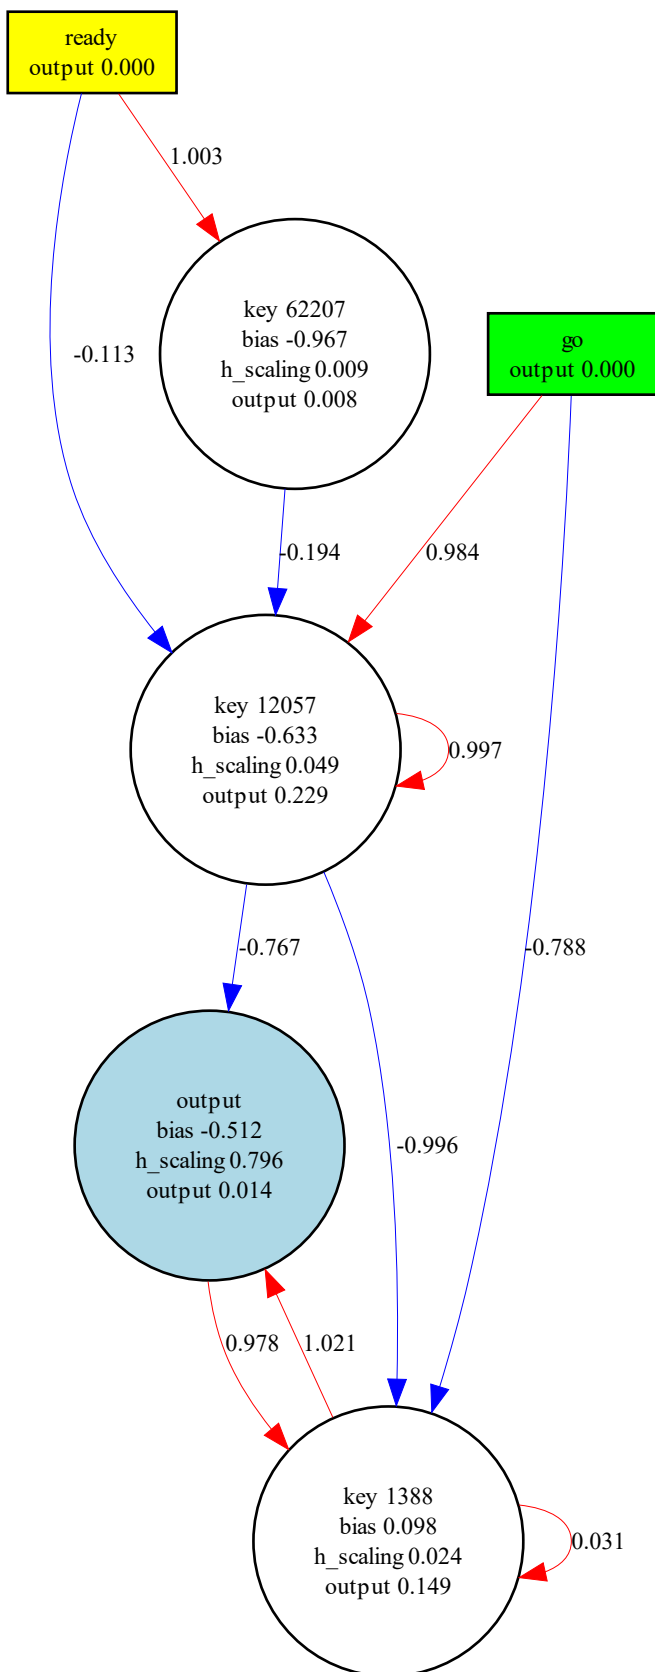 ready
output 0.000
1.003
-0.113
key 62207
bias -0.967
h_scaling 0.009
output 0.008
go
output 0.000
-0.194
0.984
key 12057
bias -0.633
h_scaling 0.049
output 0.229
0.997
-0.767
-0.788
output
bias -0.512
h_scaling 0.796
output 0.014
-0.996
0.978
1.021
key 1388
bias 0.098
h_scaling 0.024
output 0.149
0.031